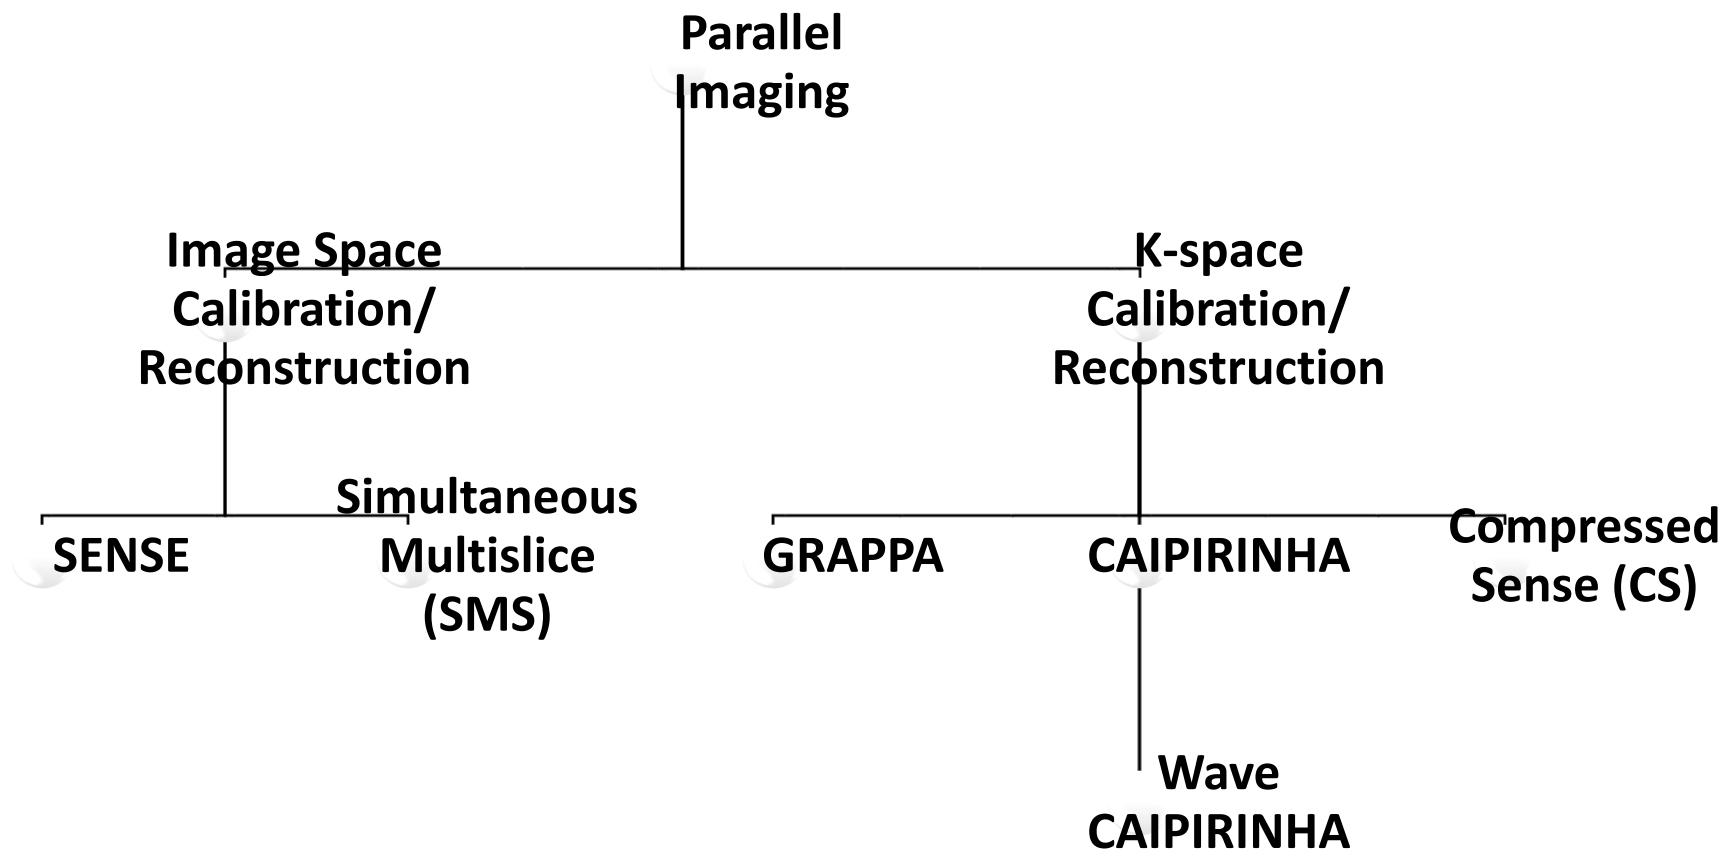 Parallel
Imaging
Image Space
Calibration/
Reconstruction
K-space
Calibration/
Reconstruction
SENSE
Simultaneous
Multislice
(SMS)
GRAPPA
CAIPIRINHA
Compressed
Sense (CS)
Wave
CAIPIRINHA